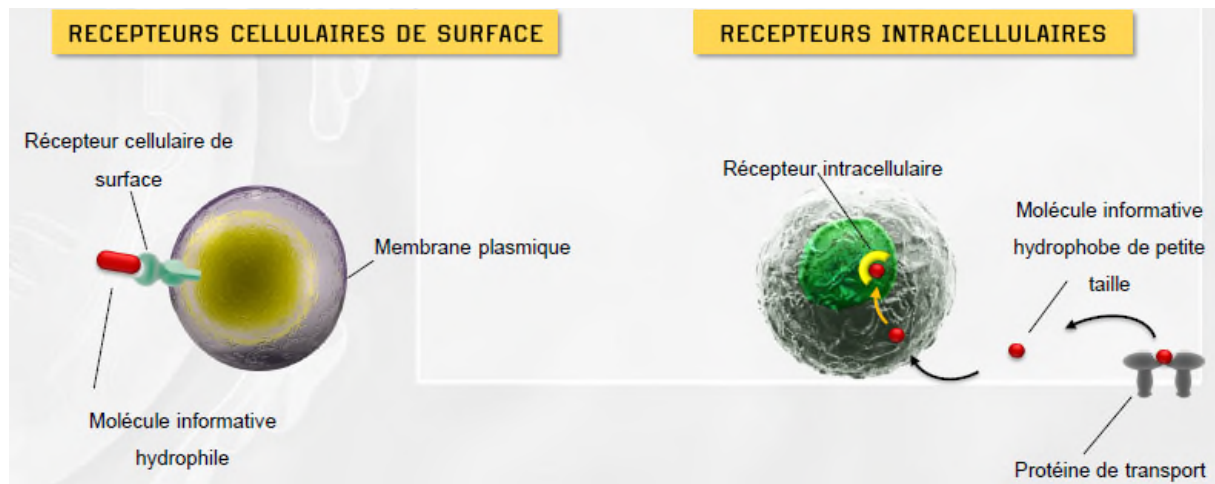 RECEPTEURS CELLULAIRES DE SURFACE
Récepteur cellulaire de
surface
Membrane plasmique
Molécule informative
hydrophile
RECEPTEURS INTRACELLULAIRES
Récepteur intracellulaire
Molécule informative
hydrophobe de petite
taille
Protéine de transport